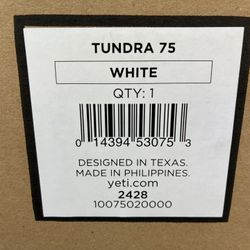 TUNDRA 75
WHITE
QTY: 1
0 14394 53075 3
DESIGNED IN TEXAS.
MADE IN PHILIPPINES.
yeti.com
2428
10075020000